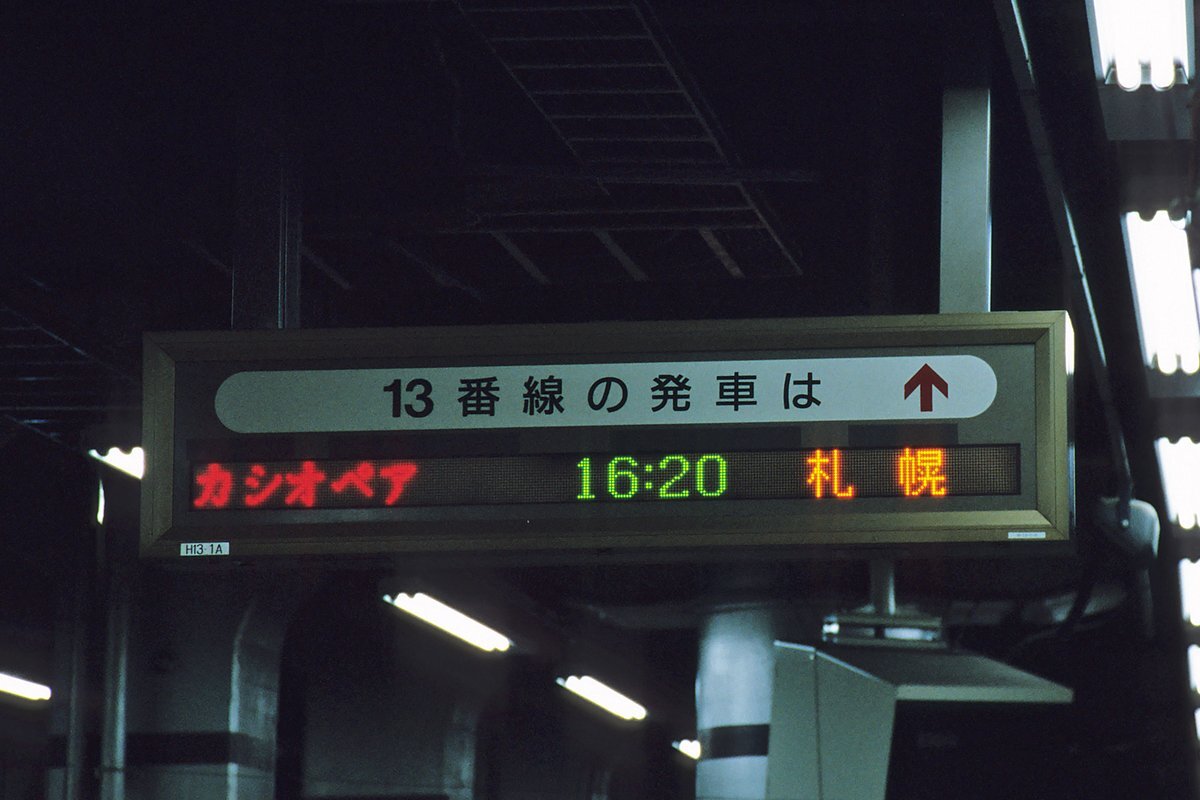 13番線の発車は ↑
カシオペア 16:20 札幌
H13-1A